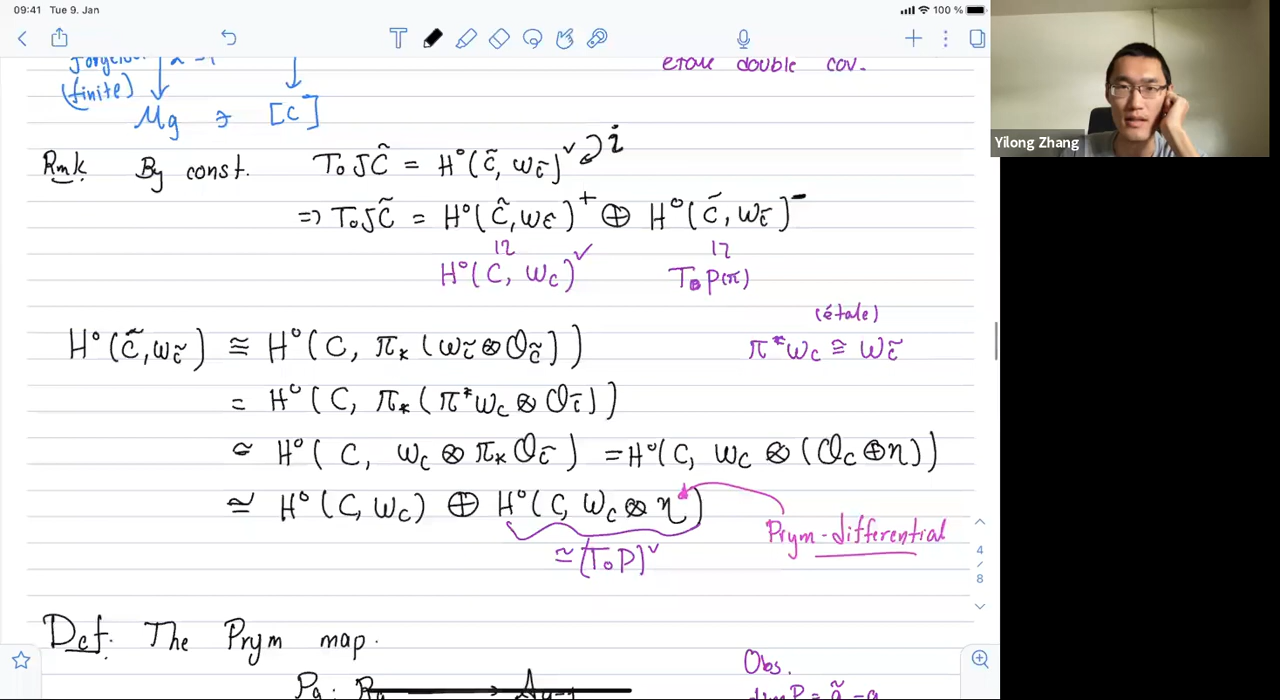 09:41 Tue 9. Jan
100 %
(finite)
étale double cov.
Mg ∋ [C]
Rmk By const. T₀JC̃ = H⁰(C̃, ω_C̃)^∨ ↺ i
=> T₀JC̃ = H⁰(C̃, ω_C̃)⁺ ⊕ H⁰(C̃, ω_C̃)⁻
H⁰(C, ω_C)^∨ T₀P(π)
(étale)
H⁰(C̃, ω_C̃) ≅ H⁰(C, π_*(ω_C̃ ⊗ O_C̃)) π^*ω_C ≅ ω_C̃
= H⁰(C, π_*(π^*ω_C ⊗ O_C̃))
≃ H⁰(C, ω_C ⊗ π_*O_C̃) = H⁰(C, ω_C ⊗ (O_C ⊕ η))
≅ H⁰(C, ω_C) ⊕ H⁰(C, ω_C ⊗ η)
Prym-differential
≃ (T₀P)^∨
4
/
8
Def: The Prym map.
Obs.
Yilong Zhang